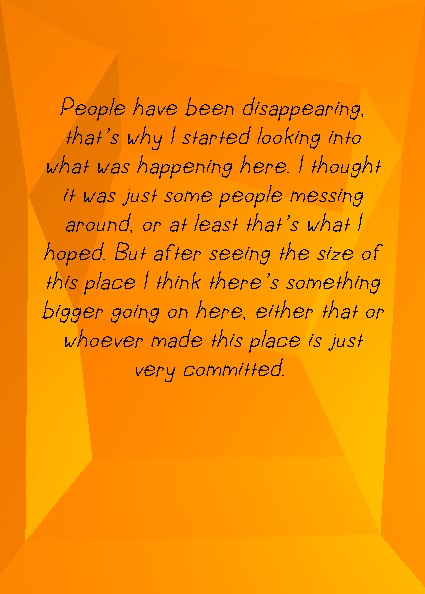 People have been disappearing,
that's why I started looking into
what was happening here. I thought
it was just some people messing
around, or at least that's what I
hoped. But after seeing the size of
this place I think there's something
bigger going on here, either that or
whoever made this place is just
very committed.